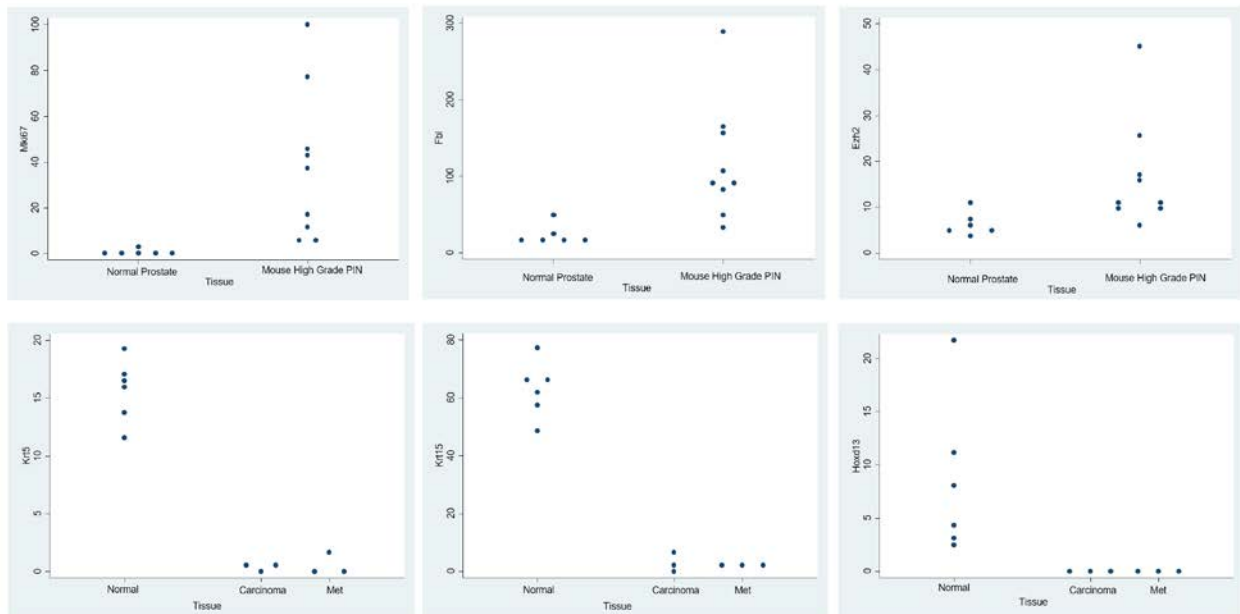 100
80
60
40
20
0
Mki67
Normal Prostate
Mouse High Grade PIN
Tissue
300
200
100
0
Fbl
Normal Prostate
Mouse High Grade PIN
Tissue
50
40
30
20
10
0
Ezh2
Normal Prostate
Mouse High Grade PIN
Tissue
20
15
10
5
0
Krt5
Normal
Carcinoma
Met
Tissue
80
60
40
20
0
Krt15
Normal
Carcinoma
Met
Tissue
20
15
10
5
0
Hoxd13
Normal
Carcinoma
Met
Tissue